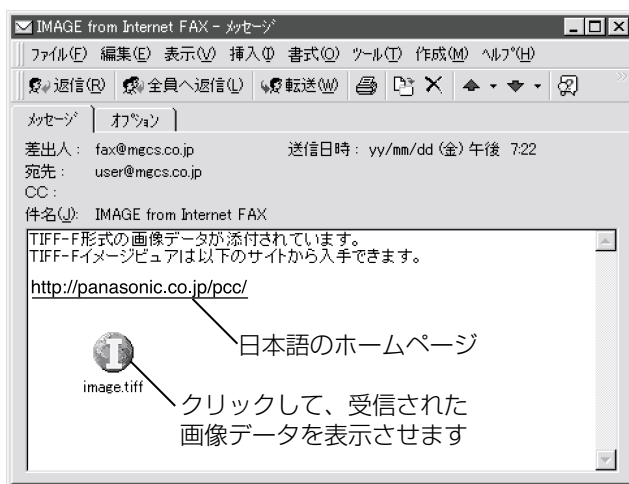 IMAGE from Internet FAX - メッセージ
ファイル(F) 編集(E) 表示(V) 挿入(I) 書式(O) ツール(T) 作成(M) ヘルプ(H)
返信(R) 全員へ返信(L) 転送(W)
メッセージ オプション
差出人： fax@mgcs.co.jp 送信日時： yy/mm/dd (金) 午後 7:22
宛先： user@mgcs.co.jp
CC：
件名(J): IMAGE from Internet FAX
TIFF-F形式の画像データが添付されています。
TIFF-Fイメージビュアは以下のサイトから入手できます。
http://panasonic.co.jp/pcc/
日本語のホームページ
image.tiff
クリックして、受信された
画像データを表示させます